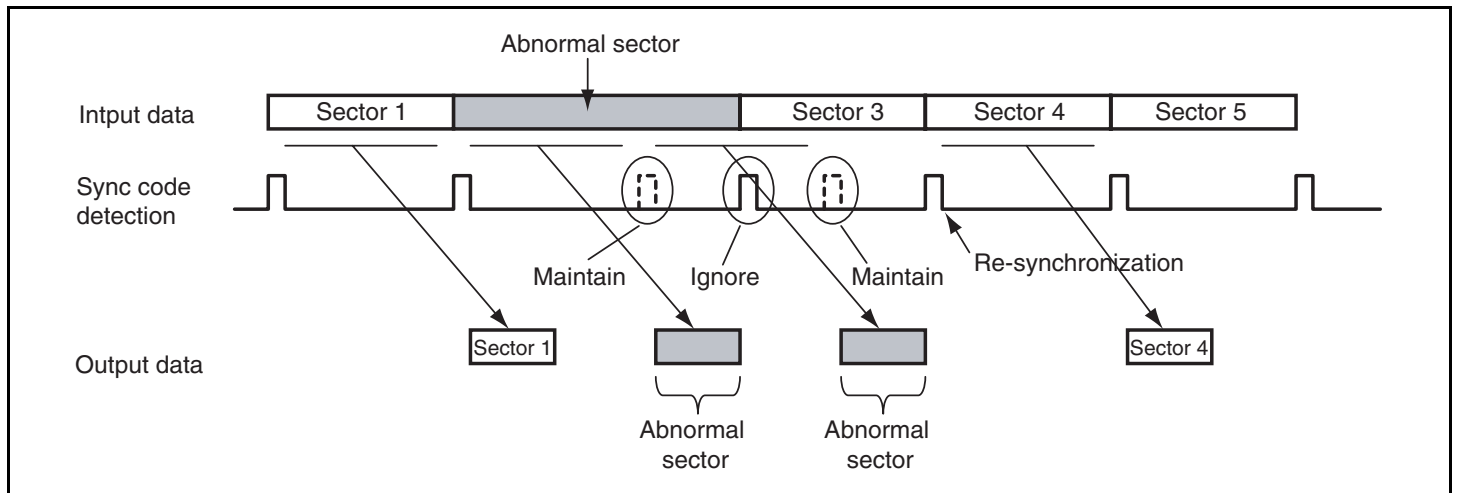 Abnormal sector
Intput data
Sector 1
Sector 3
Sector 4
Sector 5
Sync code
detection
Maintain
Ignore
Maintain
Re-synchronization
Output data
Sector 1
Sector 4
Abnormal
sector
Abnormal
sector